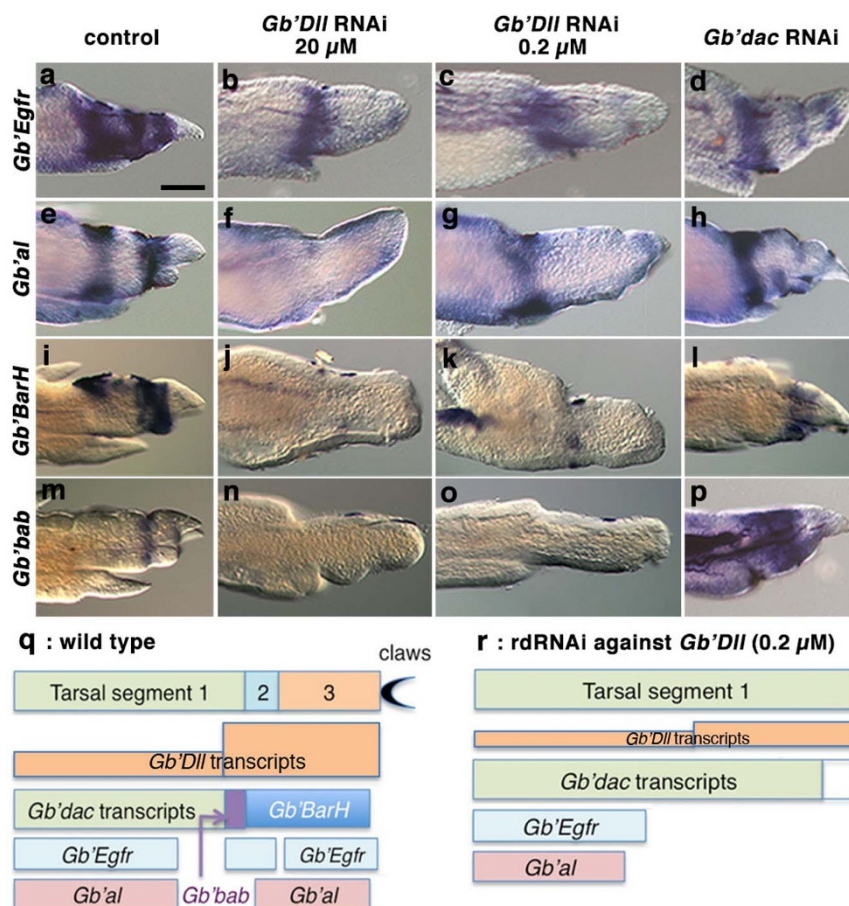 control
Gb'Dll RNAi
20 µM
Gb'Dll RNAi
0.2 µM
Gb'dac RNAi
Gb'Egfr
a
b
c
d
Gb'al
e
f
g
h
Gb'BarH
i
j
k
l
Gb'bab
m
n
o
p
q : wild type
claws
Tarsal segment 1
2
3
Gb'Dll transcripts
Gb'dac transcripts
Gb'BarH
Gb'Egfr
Gb'Egfr
Gb'al
Gb'bab
Gb'al
r : rdRNAi against Gb'Dll (0.2 µM)
Tarsal segment 1
Gb'Dll transcripts
Gb'dac transcripts
Gb'Egfr
Gb'al